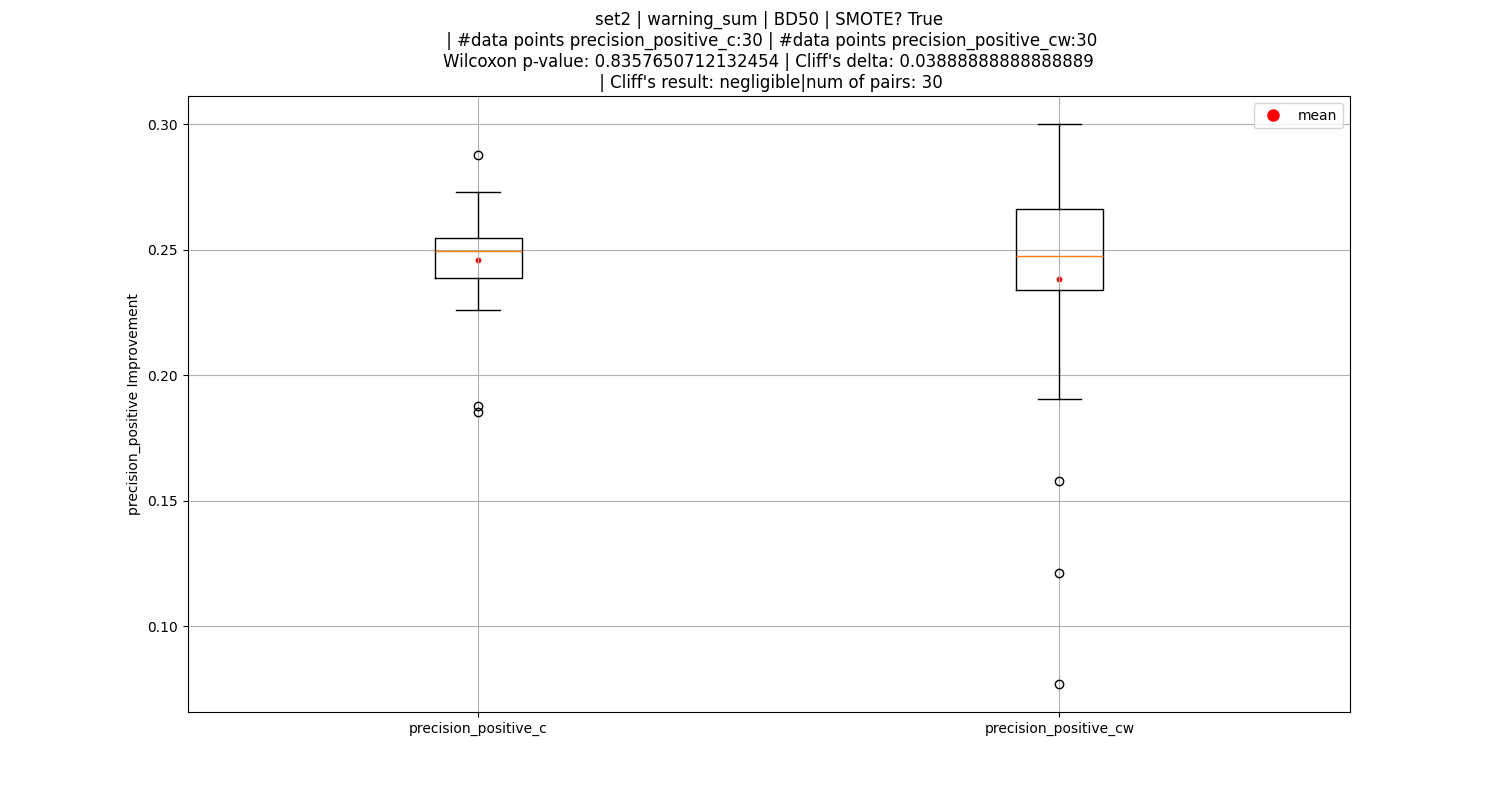 set2 | warning_sum | BD50 | SMOTE? True
| #data points precision_positive_c:30 | #data points precision_positive_cw:30
Wilcoxon p-value: 0.8357650712132454 | Cliff's delta: 0.03888888888888889
| Cliff's result: negligible|num of pairs: 30
mean
0.30
0.25
0.20
0.15
0.10
precision_positive Improvement
precision_positive_c
precision_positive_cw